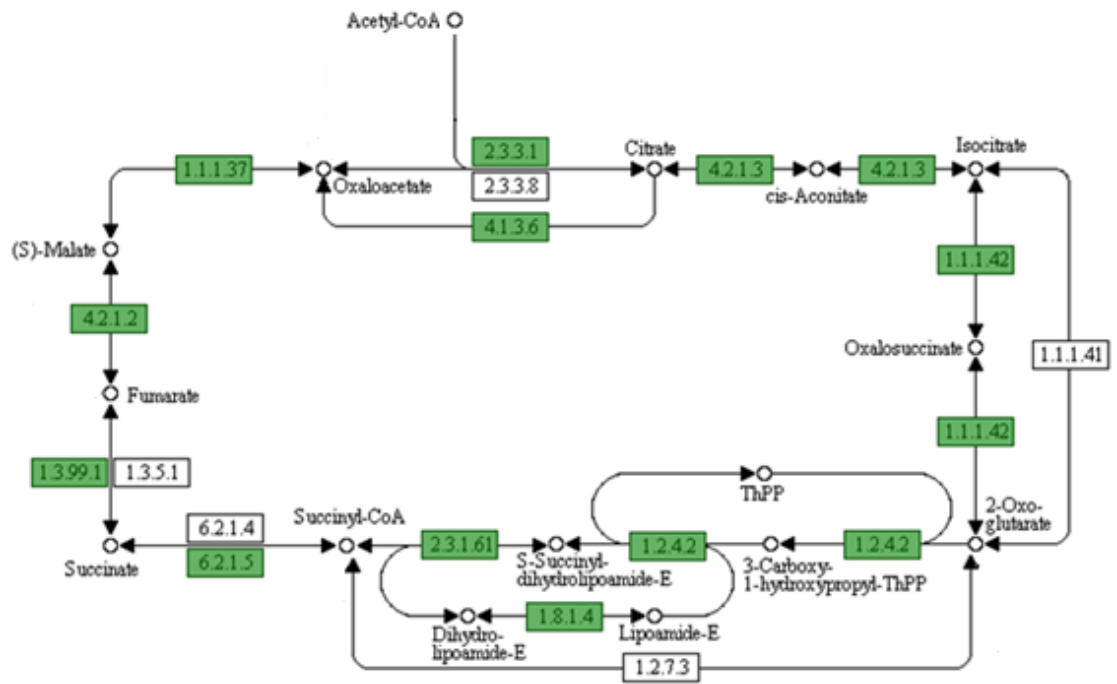 Acetyl-CoA
2.3.3.1
Citrate
Isocitrate
1.1.1.37
4.2.1.3
4.2.1.3
Oxaloacetate
2.3.3.8
cis-Aconitate
4.1.3.6
(S)-Malate
1.1.1.42
4.2.1.2
Oxalosuccinate
1.1.1.41
Fumarate
1.1.1.42
1.3.99.1
1.3.5.1
ThPP
Succinyl-CoA
6.2.1.4
2-Oxo-
glutarate
2.3.1.61
1.2.4.2
1.2.4.2
6.2.1.5
Succinate
S-Succinyl-
dihydrolipoamide-E
3-Carboxy-
1-hydroxypropyl-ThPP
1.8.1.4
Dihydro-
lipoamide-E
Lipoamide-E
1.2.7.3